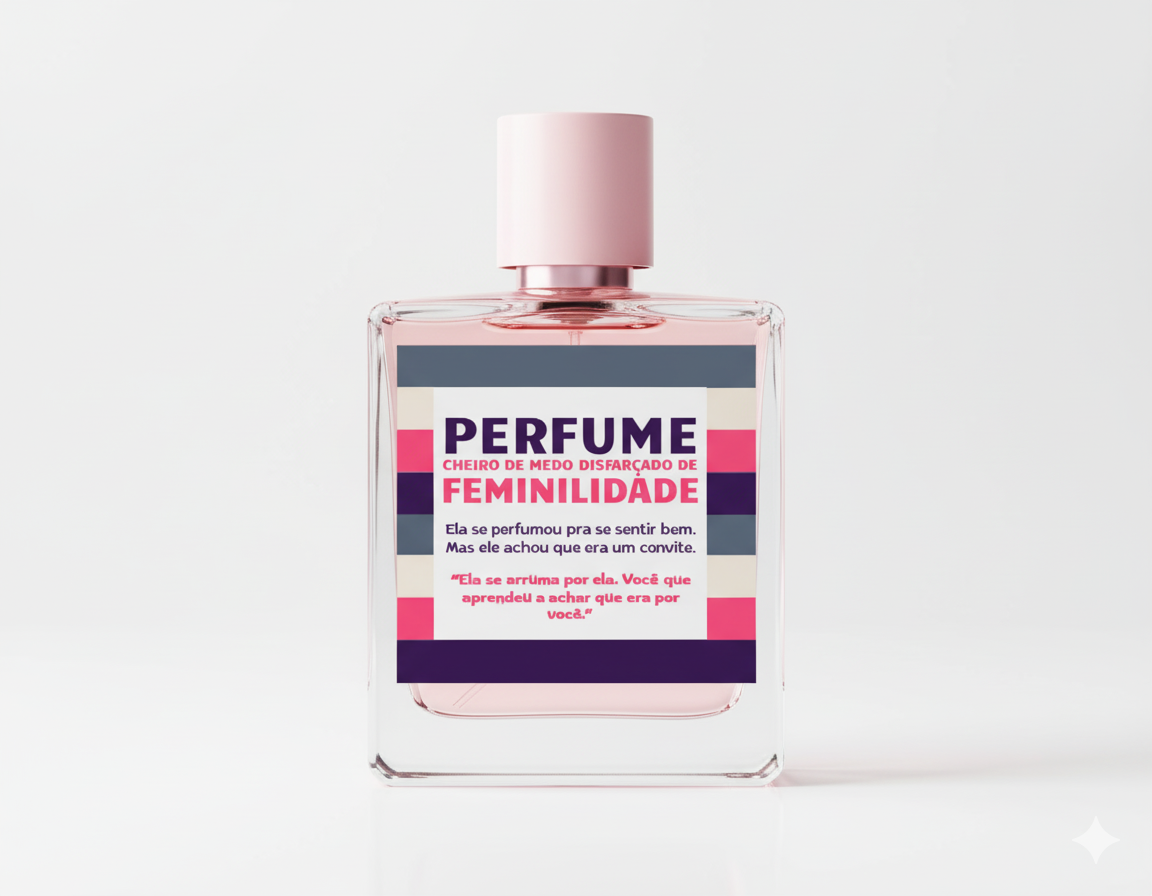 PERFUME
CHEIRO DE MEDO DISFARÇADO DE
FEMINILIDADE
Ela se perfumou pra se sentir bem.
Mas ele achou que era um convite.
“Ela se arruma por ela. Você que
aprendeu a achar que era por
você.”